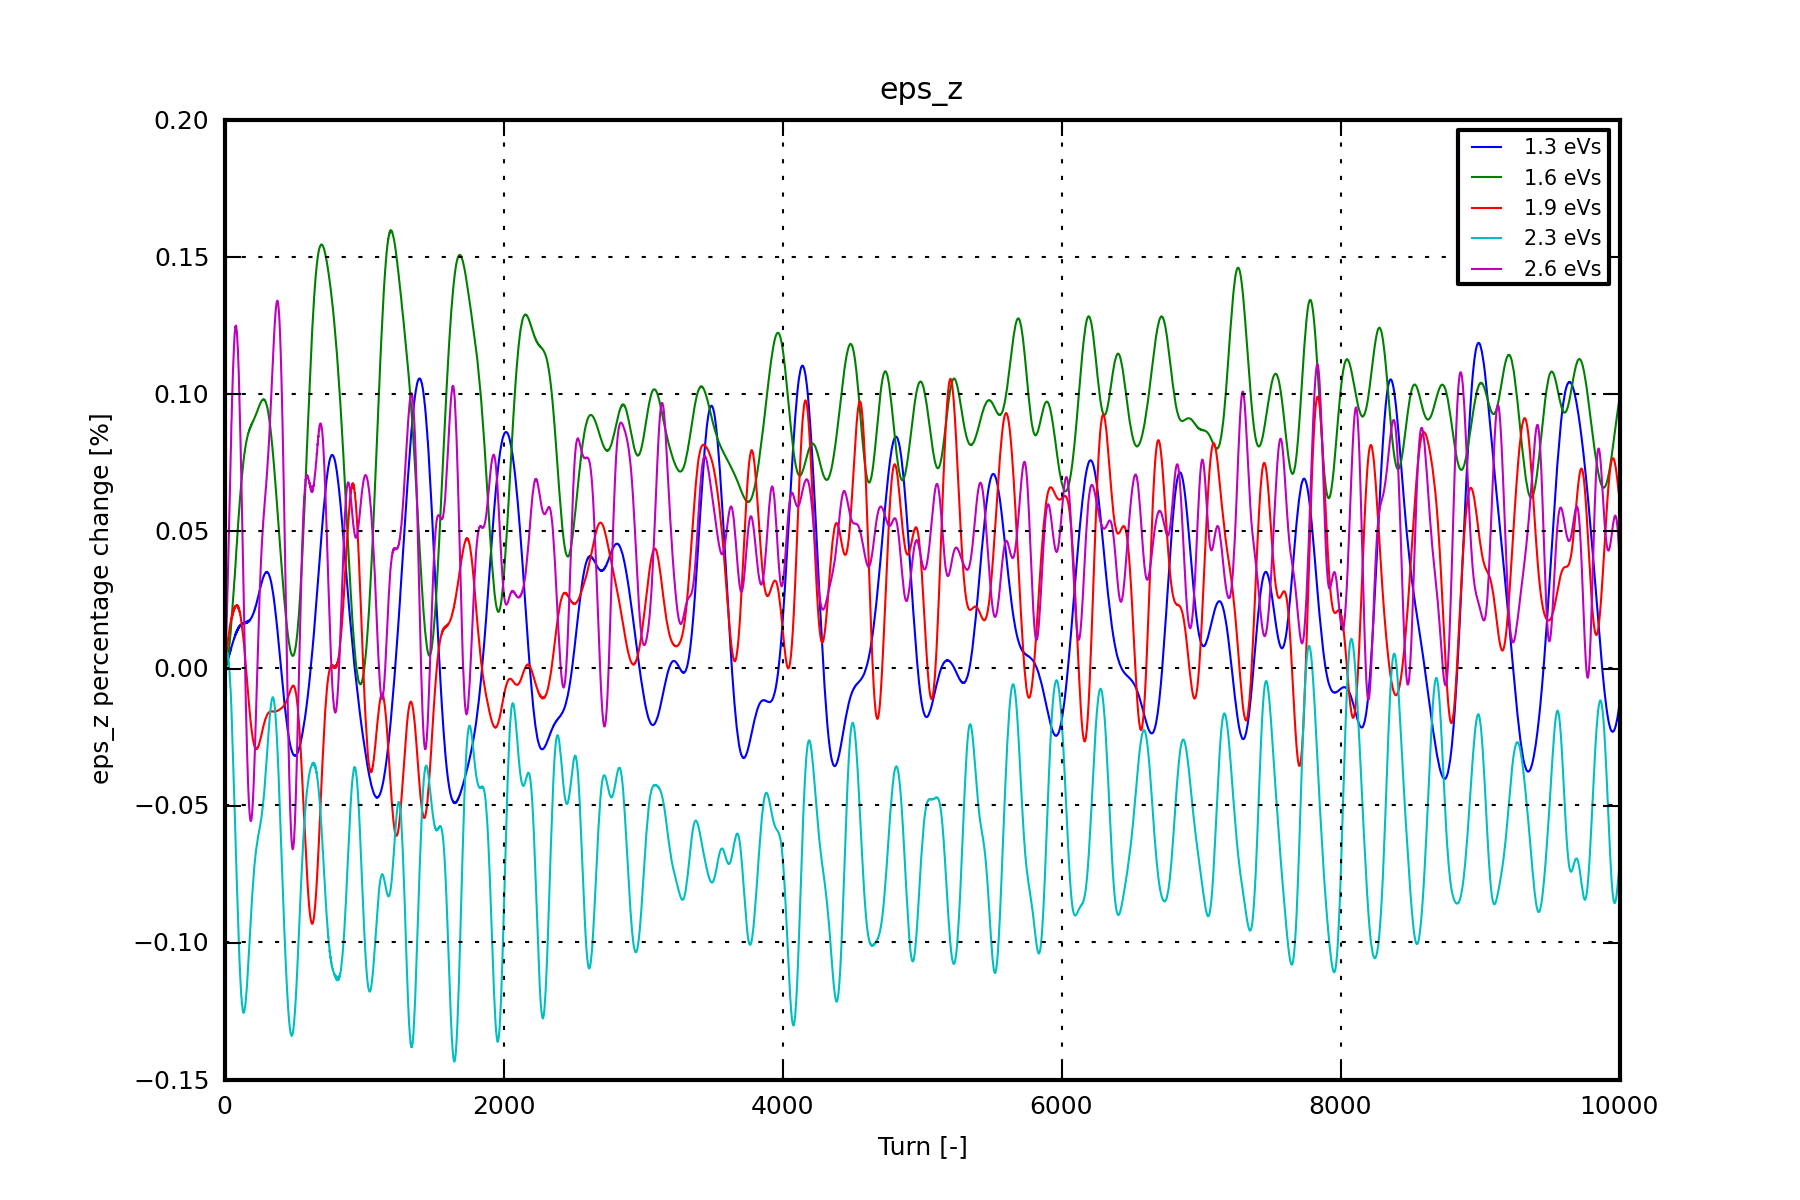 eps_z
0.20
0.15
0.10
0.05
0.00
−0.05
−0.10
−0.15
eps_z percentage change [%]
1.3 eVs
1.6 eVs
1.9 eVs
2.3 eVs
2.6 eVs
0 2000 4000 6000 8000 10000
Turn [-]